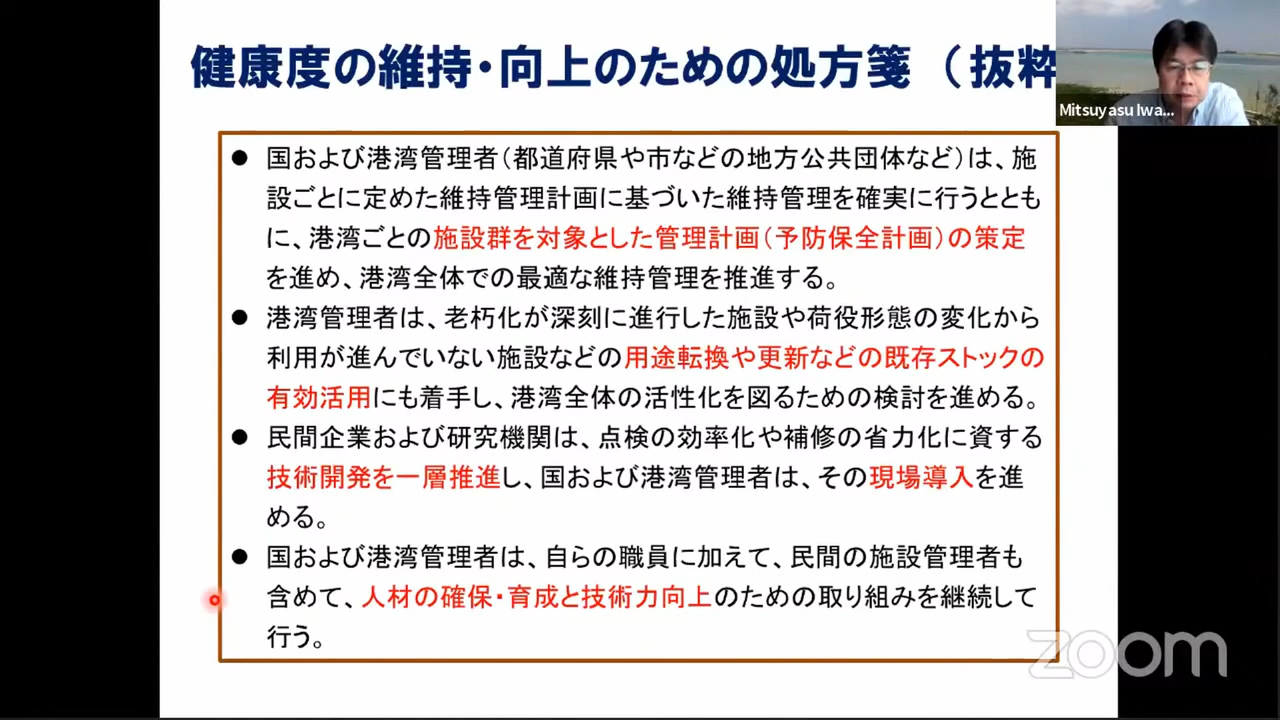 健康度の維持・向上のための処方箋（抜粋
Mitsuyasu Iwa...
● 国および港湾管理者（都道府県や市などの地方公共団体など）は、施
設ごとに定めた維持管理計画に基づいた維持管理を確実に行うととも
に、港湾ごとの施設群を対象とした管理計画（予防保全計画）の策定
を進め、港湾全体での最適な維持管理を推進する。
● 港湾管理者は、老朽化が深刻に進行した施設や荷役形態の変化から
利用が進んでいない施設などの用途転換や更新などの既存ストックの
有効活用にも着手し、港湾全体の活性化を図るための検討を進める。
● 民間企業および研究機関は、点検の効率化や補修の省力化に資する
技術開発を一層推進し、国および港湾管理者は、その現場導入を進
める。
● 国および港湾管理者は、自らの職員に加えて、民間の施設管理者も
含めて、人材の確保・育成と技術力向上のための取り組みを継続して
行う。
zoom